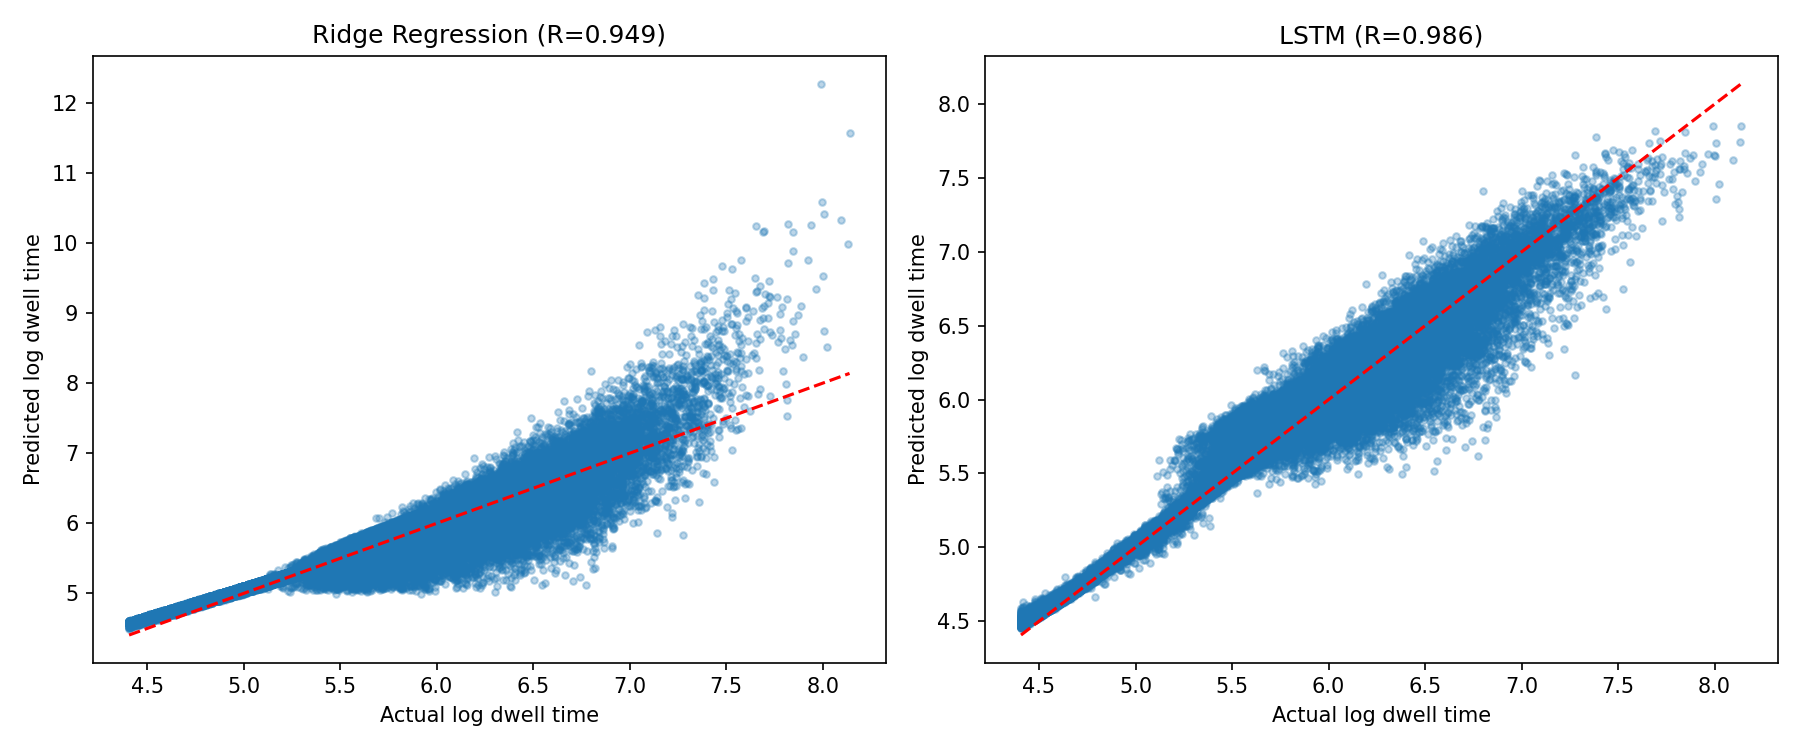 Ridge Regression (R=0.949)
12
11
10
9
8
7
6
5
Predicted log dwell time
4.5 5.0 5.5 6.0 6.5 7.0 7.5 8.0
Actual log dwell time
LSTM (R=0.986)
8.0
7.5
7.0
6.5
6.0
5.5
5.0
4.5
Predicted log dwell time
4.5 5.0 5.5 6.0 6.5 7.0 7.5 8.0
Actual log dwell time